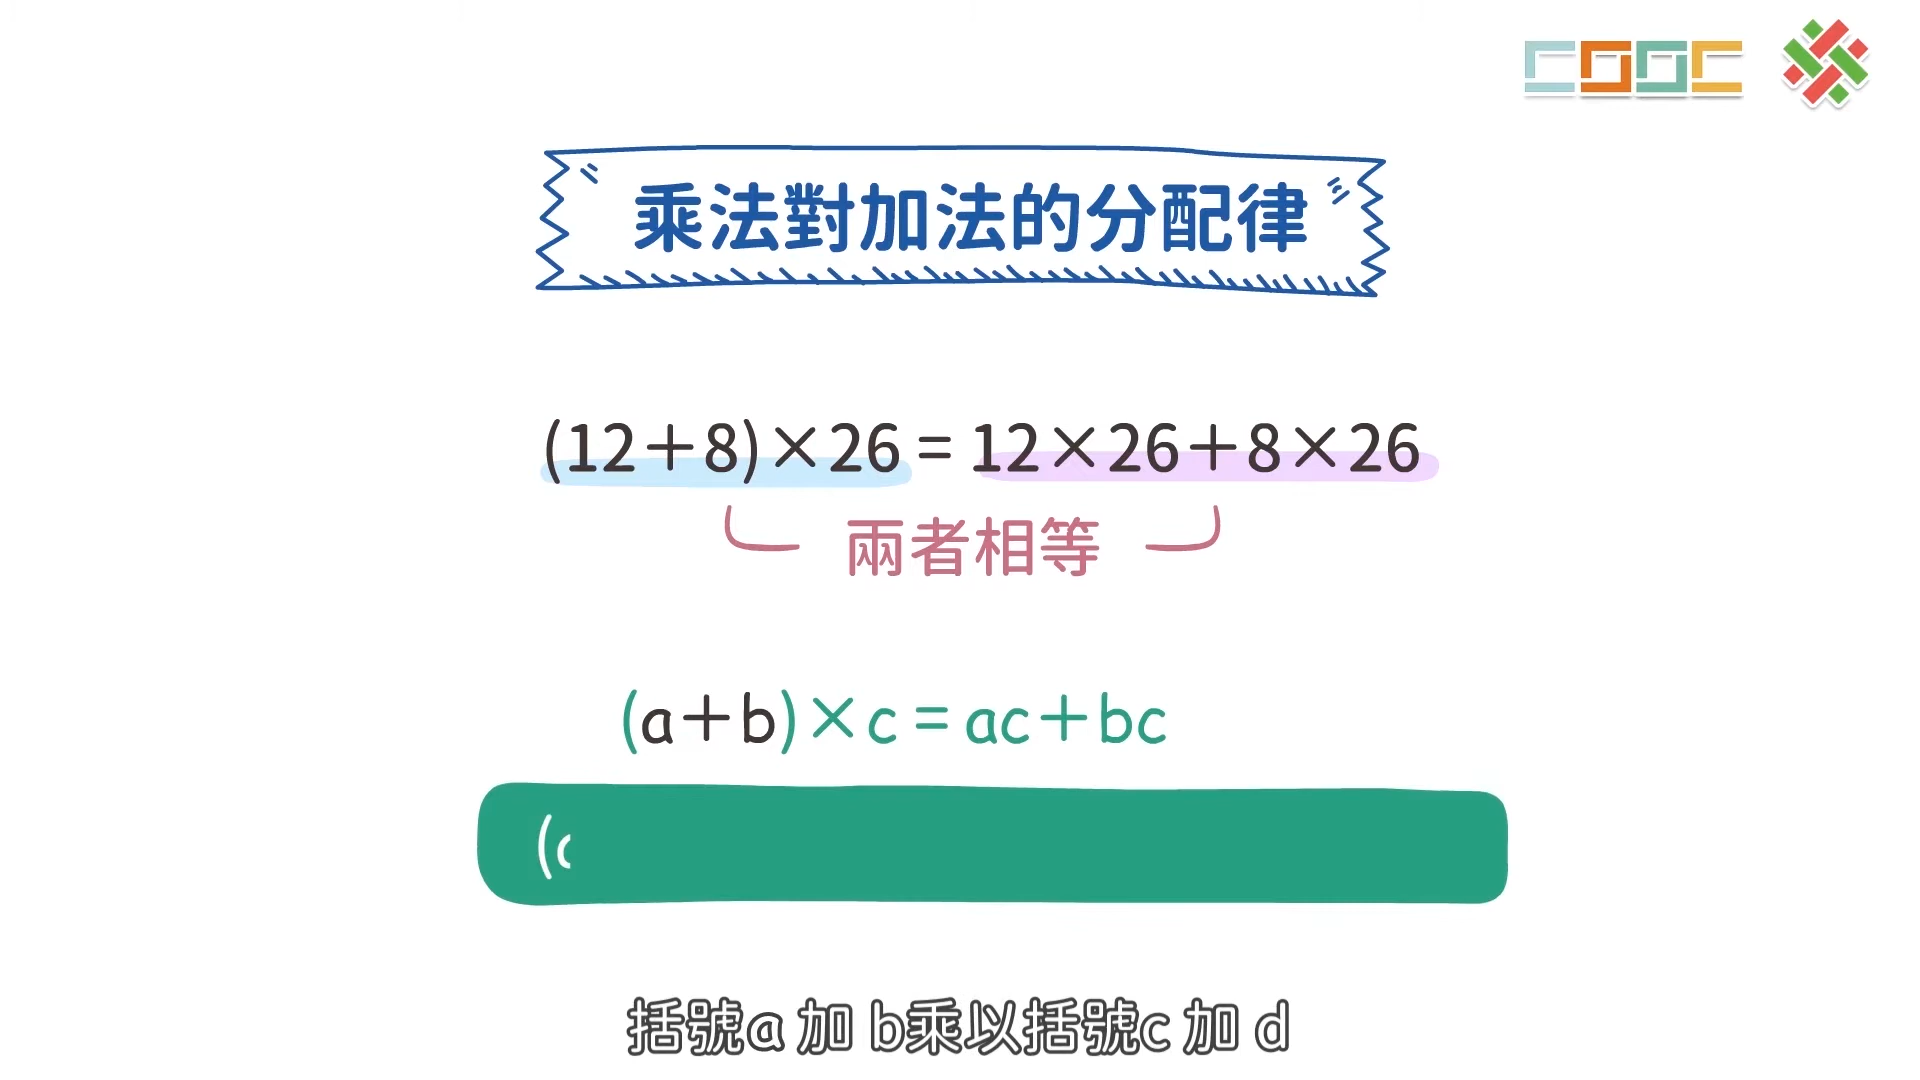 COOC
乘法對加法的分配律
(12+8)×26 = 12×26+8×26
兩者相等
(a+b)×c = ac+bc
(
括號a 加 b乘以括號c 加 d